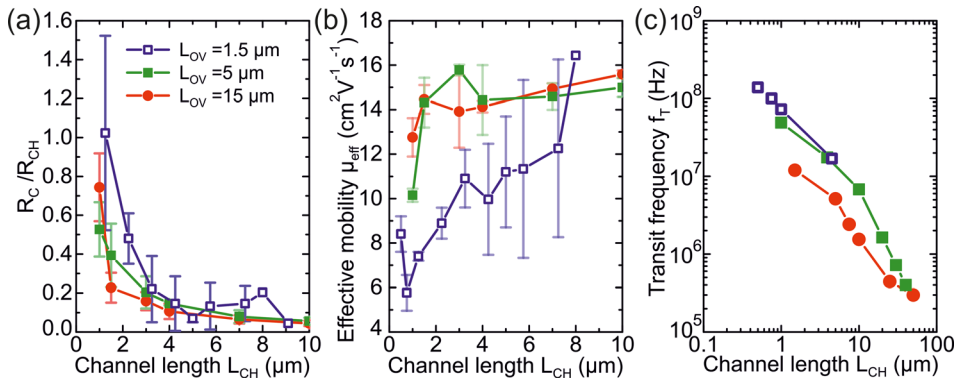 (a)
R_C /R_CH
1.6
1.4
1.2
1.0
0.8
0.6
0.4
0.2
0.0
L_OV =1.5 µm
L_OV =5 µm
L_OV =15 µm
0 2 4 6 8 10
Channel length L_CH (µm)
(b)
Effective mobility µ_eff (cm²V⁻¹s⁻¹)
18
16
14
12
10
8
6
4
0 2 4 6 8 10
Channel length L_CH (µm)
(c)
Transit frequency f_T (Hz)
10⁹
10⁸
10⁷
10⁶
10⁵
0.1 1 10 100
Channel length L_CH (µm)